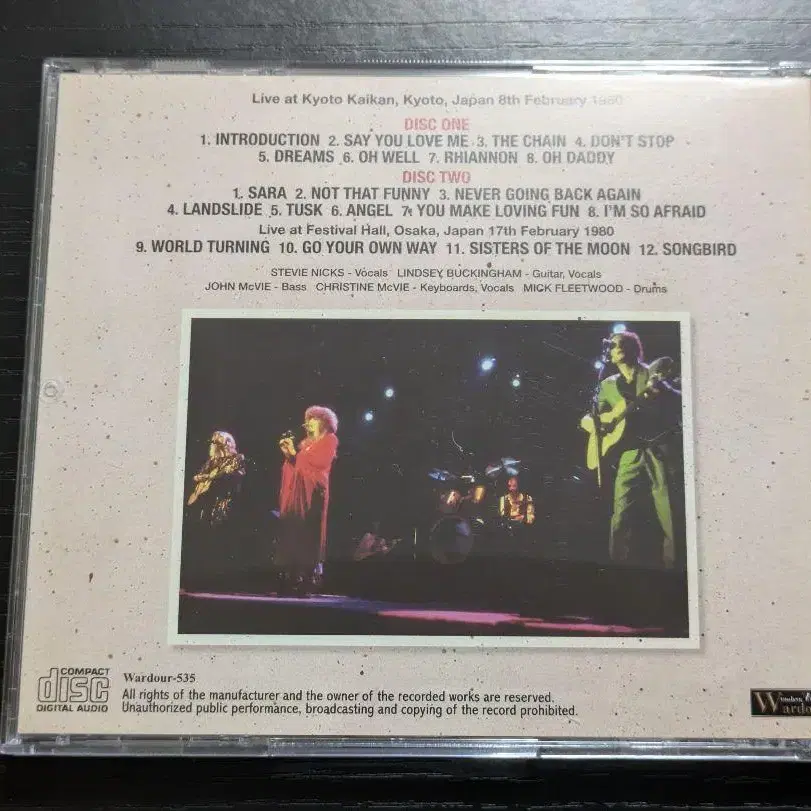 Live at Kyoto Kaikan, Kyoto, Japan 8th February 1980
DISC ONE
1. INTRODUCTION 2. SAY YOU LOVE ME 3. THE CHAIN 4. DON'T STOP
5. DREAMS 6. OH WELL 7. RHIANNON 8. OH DADDY
DISC TWO
1. SARA 2. NOT THAT FUNNY 3. NEVER GOING BACK AGAIN
4. LANDSLIDE 5. TUSK 6. ANGEL 7. YOU MAKE LOVING FUN 8. I'M SO AFRAID
Live at Festival Hall, Osaka, Japan 17th February 1980
9. WORLD TURNING 10. GO YOUR OWN WAY 11. SISTERS OF THE MOON 12. SONGBIRD
STEVIE NICKS - Vocals LINDSEY BUCKINGHAM - Guitar, Vocals
JOHN McVIE - Bass CHRISTINE McVIE - Keyboards, Vocals MICK FLEETWOOD - Drums
COMPACT
disc
DIGITAL AUDIO
Wardour-535
All rights of the manufacturer and the owner of the recorded works are reserved.
Unauthorized public performance, broadcasting and copying of the record prohibited.